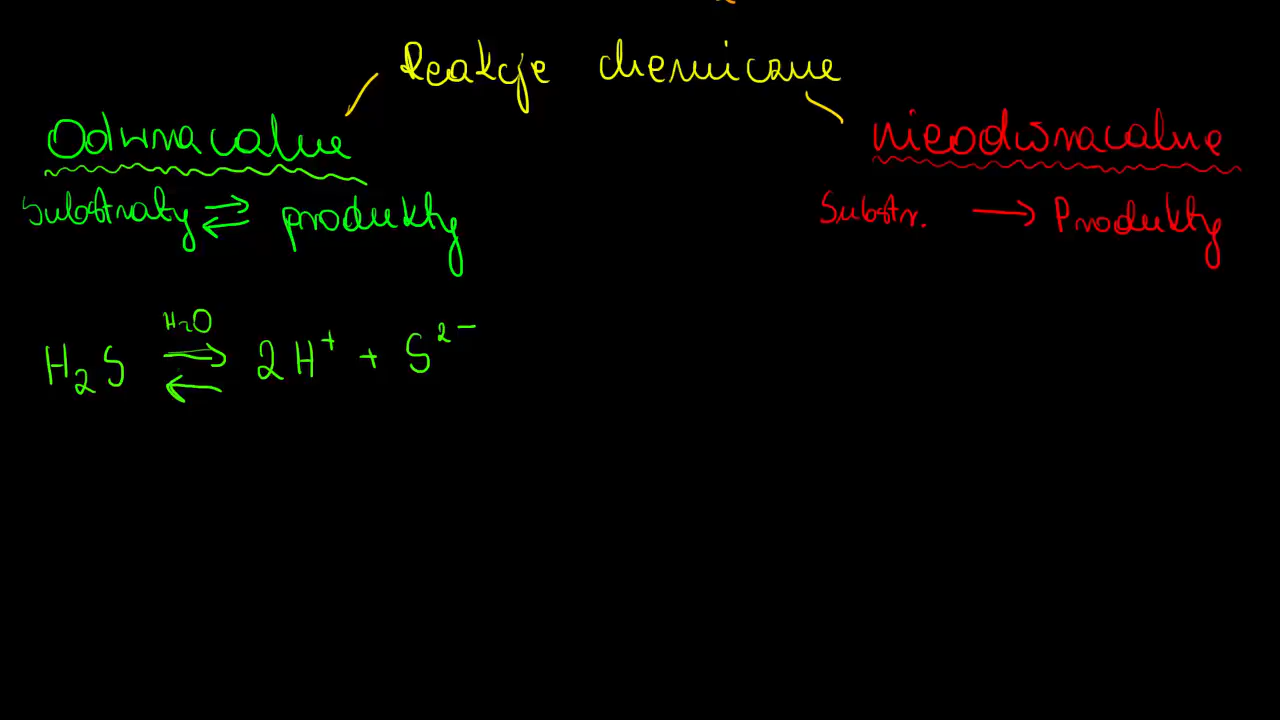 Reakcje chemiczne
Odwracalne
nieodwracalne
Substraty ⇌ produkty
Substr. → Produkty
H₂S ⇌ 2H⁺ + S²⁻
H₂O